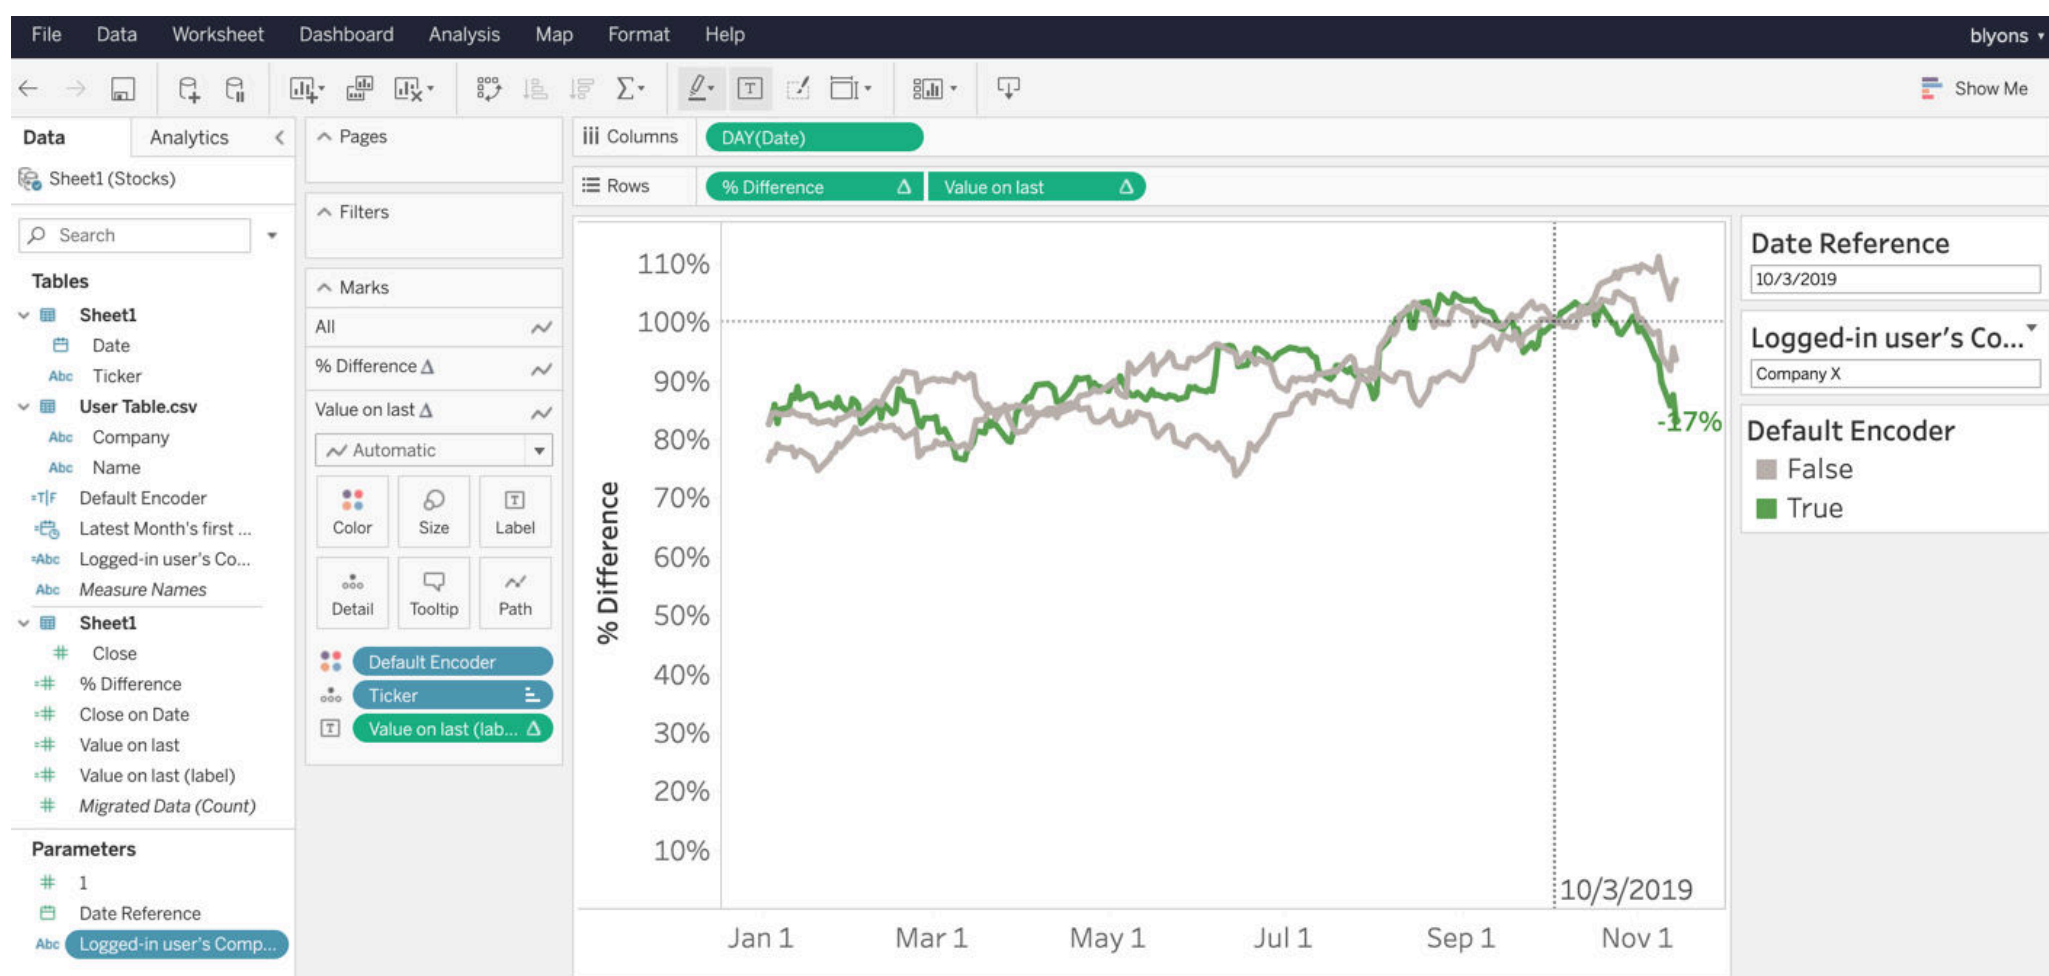 File Data Worksheet Dashboard Analysis Map Format Help blyons
Show Me
Data Analytics
Sheet1 (Stocks)
Search
Tables
Sheet1
Date
Abc Ticker
User Table.csv
Abc Company
Abc Name
=T|F Default Encoder
Latest Month's first ...
=Abc Logged-in user's Co...
Abc Measure Names
Sheet1
# Close
=# % Difference
=# Close on Date
=# Value on last
=# Value on last (label)
# Migrated Data (Count)
Parameters
# 1
Date Reference
Abc Logged-in user's Comp...
Pages
Filters
Marks
All
% Difference Δ
Value on last Δ
Automatic
Color Size Label
Detail Tooltip Path
Default Encoder
Ticker
T Value on last (lab... Δ
Columns DAY(Date)
Rows % Difference Δ Value on last Δ
% Difference
110%
100%
90%
80%
70%
60%
50%
40%
30%
20%
10%
-17%
10/3/2019
Jan 1 Mar 1 May 1 Jul 1 Sep 1 Nov 1
Date Reference
10/3/2019
Logged-in user’s Co...
Company X
Default Encoder
False
True